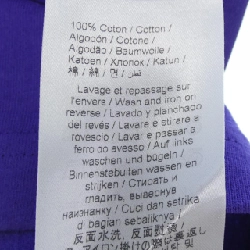 100% Coton / Cotton /
Algodón / Cotone /
Algodão / Baumwolle /
Katoen / Хлопок / Katun /
棉 / 綿 / 면 / قطن
Lavage et repassage sur
l'envers / Wash and iron on
reverse / Lavado y planchado
del revés / Lavare e stirare a
rovescio / Lavar e passar a
ferro no avesso / Auf links
waschen und bügeln /
Binnenstebuiten wassen en
strijken / Стирать и
гладить, вывернув
наизнанку / Cuci dan setrika
di bagian sebaliknya /
反面水洗, 反面熨